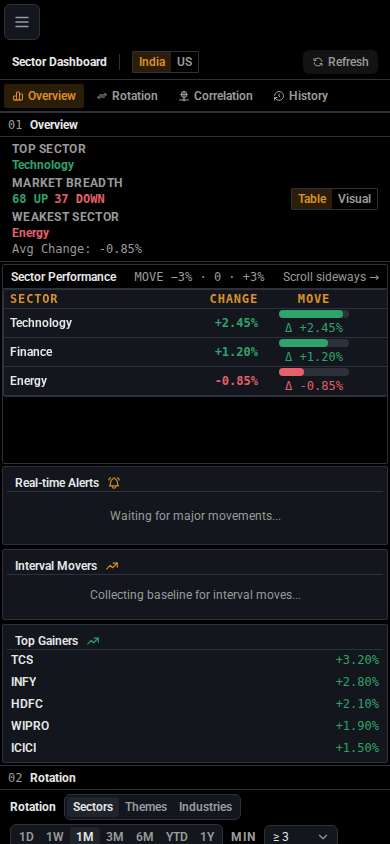 Sector Dashboard India US Refresh
Overview Rotation Correlation History
01 Overview
TOP SECTOR
Technology
MARKET BREADTH
68 UP 37 DOWN
Table Visual
WEAKEST SECTOR
Energy
Avg Change: -0.85%
Sector Performance MOVE −3% · 0 · +3% Scroll sideways →
SECTOR CHANGE MOVE
Technology +2.45% Δ +2.45%
Finance +1.20% Δ +1.20%
Energy -0.85% Δ -0.85%
Real-time Alerts
Waiting for major movements...
Interval Movers
Collecting baseline for interval moves...
Top Gainers
TCS +3.20%
INFY +2.80%
HDFC +2.10%
WIPRO +1.90%
ICICI +1.50%
02 Rotation
Rotation Sectors Themes Industries
1D 1W 1M 3M 6M YTD 1Y MIN ≥ 3